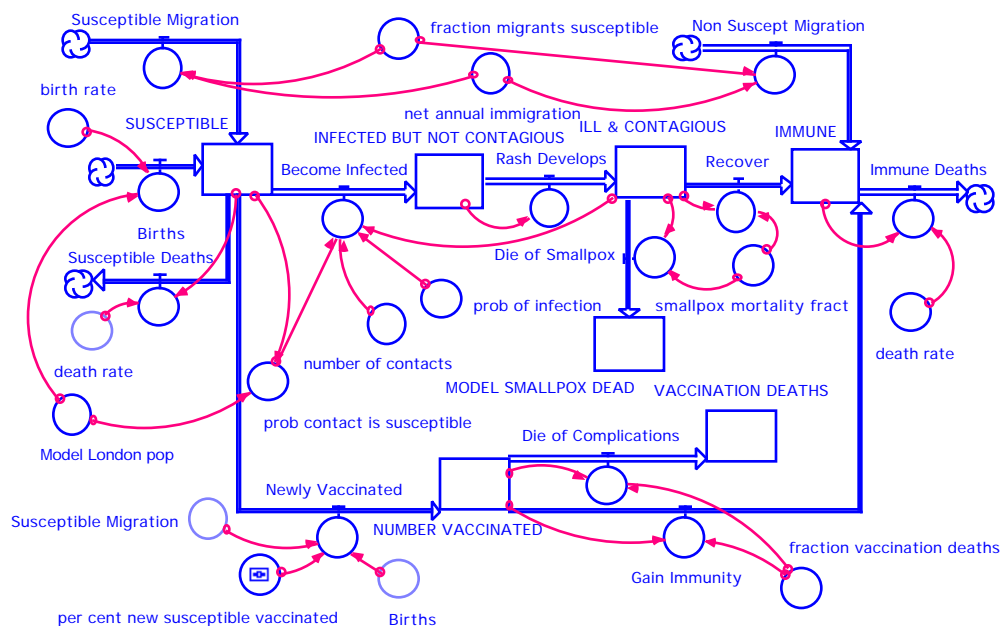 Susceptible Migration
fraction migrants susceptible
Non Suscept Migration
birth rate
net annual immigration
SUSCEPTIBLE
INFECTED BUT NOT CONTAGIOUS
ILL & CONTAGIOUS
IMMUNE
Become Infected
Rash Develops
Recover
Immune Deaths
Births
Susceptible Deaths
Die of Smallpox
prob of infection
smallpox mortality fract
death rate
number of contacts
death rate
MODEL SMALLPOX DEAD
VACCINATION DEATHS
prob contact is susceptible
Die of Complications
Model London pop
Newly Vaccinated
Susceptible Migration
NUMBER VACCINATED
fraction vaccination deaths
Gain Immunity
per cent new susceptible vaccinated
Births